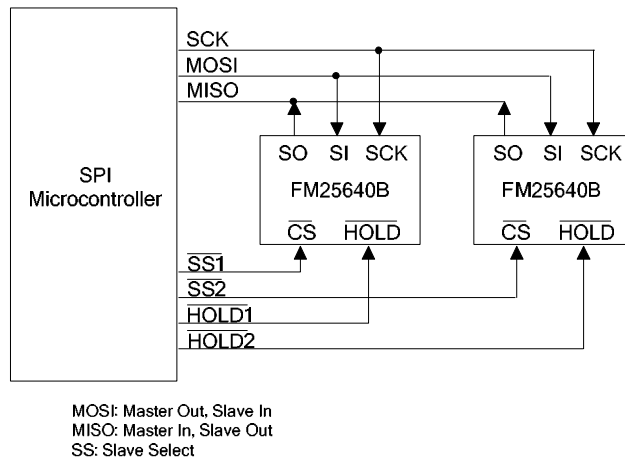 SCK
MOSI
MISO
SO SI SCK
SO SI SCK
SPI
Microcontroller
FM25640B
FM25640B
CS HOLD
CS HOLD
SS1
SS2
HOLD1
HOLD2
MOSI: Master Out, Slave In
MISO: Master In, Slave Out
SS: Slave Select